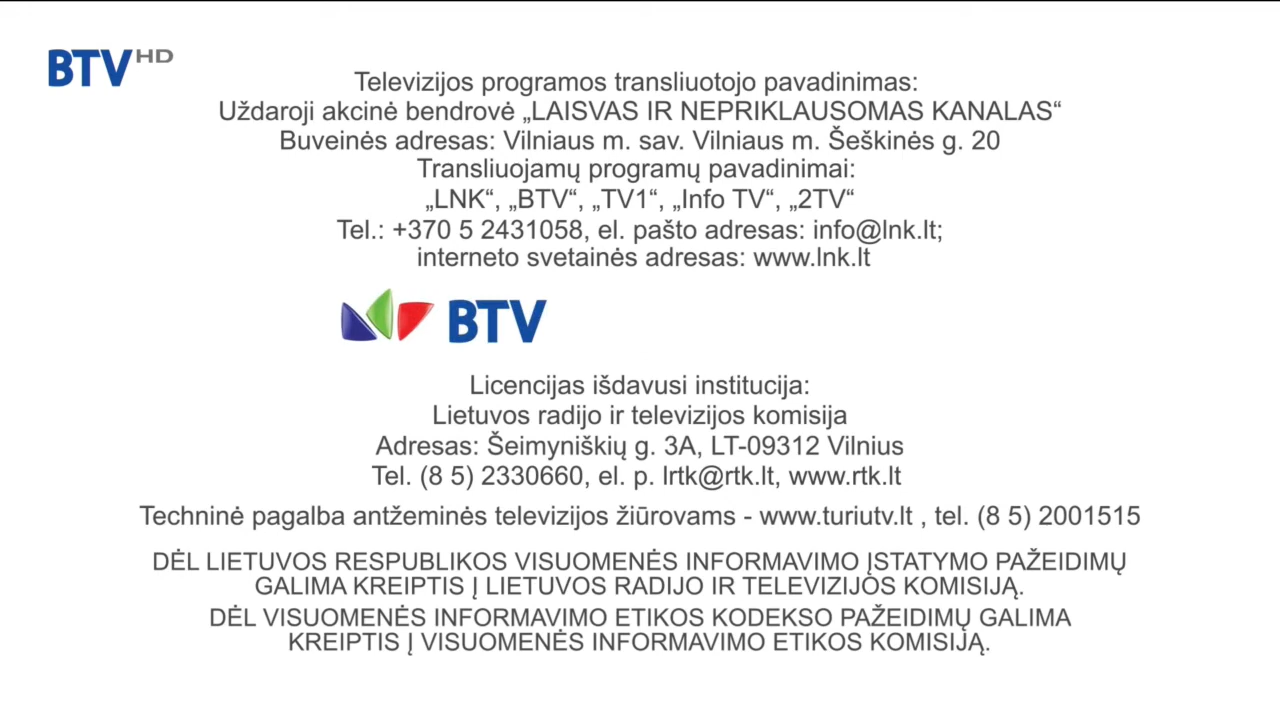 BTV HD
Televizijos programos transliuotojo pavadinimas:
Uždaroji akcinė bendrovė „LAISVAS IR NEPRIKLAUSOMAS KANALAS“
Buveinės adresas: Vilniaus m. sav. Vilniaus m. Šeškinės g. 20
Transliuojamų programų pavadinimai:
„LNK“, „BTV“, „TV1“, „Info TV“, „2TV“
Tel.: +370 5 2431058, el. pašto adresas: info@lnk.lt;
interneto svetainės adresas: www.lnk.lt
BTV
Licencijas išdavusi institucija:
Lietuvos radijo ir televizijos komisija
Adresas: Šeimyniškių g. 3A, LT-09312 Vilnius
Tel. (8 5) 2330660, el. p. lrtk@rtk.lt, www.rtk.lt
Techninė pagalba antžeminės televizijos žiūrovams - www.turiutv.lt , tel. (8 5) 2001515
DĖL LIETUVOS RESPUBLIKOS VISUOMENĖS INFORMAVIMO ĮSTATYMO PAŽEIDIMŲ
GALIMA KREIPTIS Į LIETUVOS RADIJO IR TELEVIZIJOS KOMISIJĄ.
DĖL VISUOMENĖS INFORMAVIMO ETIKOS KODEKSO PAŽEIDIMŲ GALIMA
KREIPTIS Į VISUOMENĖS INFORMAVIMO ETIKOS KOMISIJĄ.